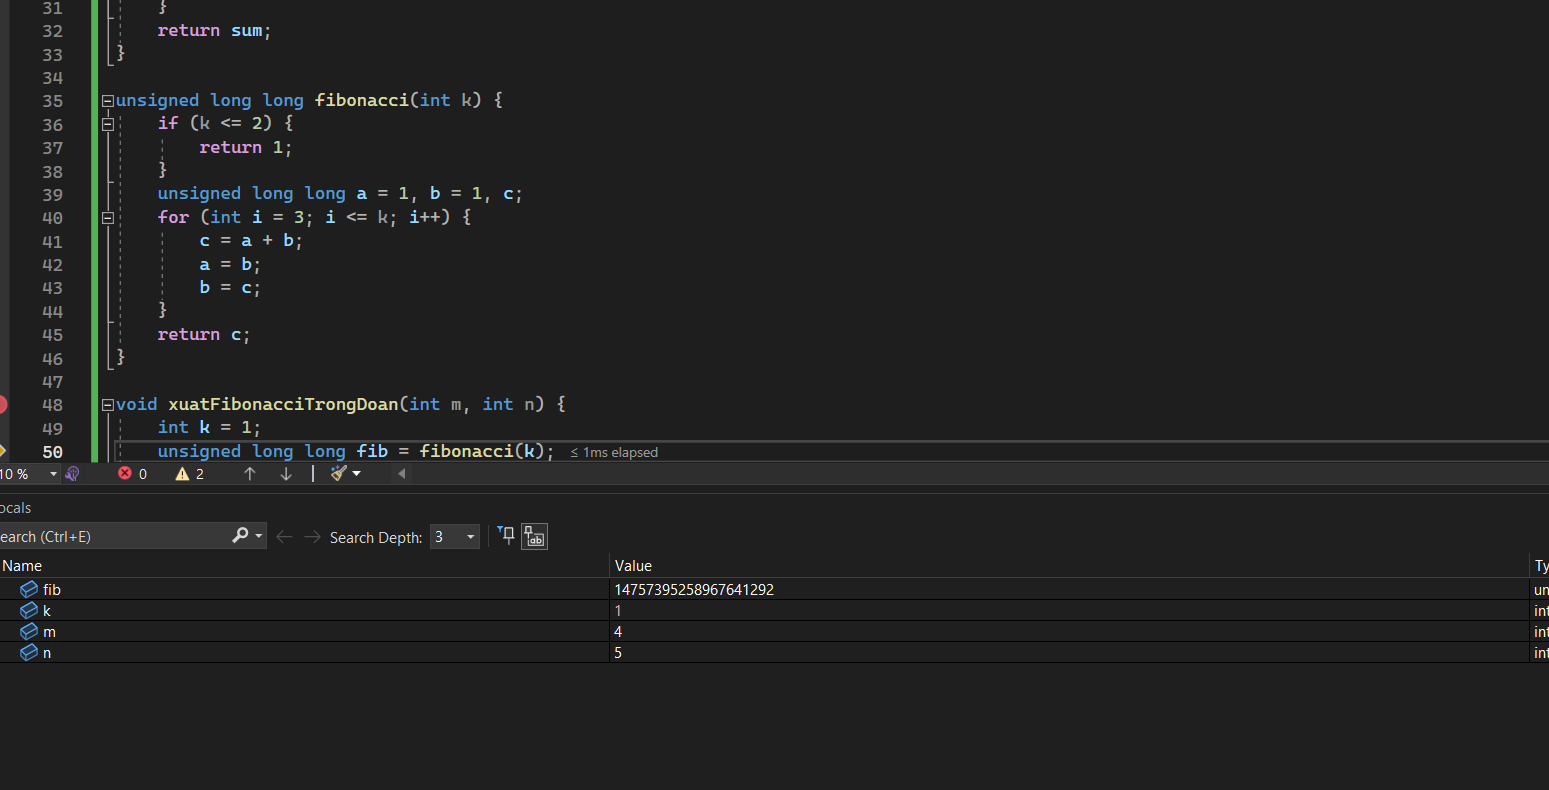 31 }
32 return sum;
33 }
34
35 unsigned long long fibonacci(int k) {
36 if (k <= 2) {
37 return 1;
38 }
39 unsigned long long a = 1, b = 1, c;
40 for (int i = 3; i <= k; i++) {
41 c = a + b;
42 a = b;
43 b = c;
44 }
45 return c;
46 }
47
48 void xuatFibonacciTrongDoan(int m, int n) {
49 int k = 1;
50 unsigned long long fib = fibonacci(k); ≤ 1ms elapsed
10 % 0 2
ocals
earch (Ctrl+E) Search Depth: 3
Name Value Ty
fib 14757395258967641292 un
k 1 int
m 4 int
n 5 int